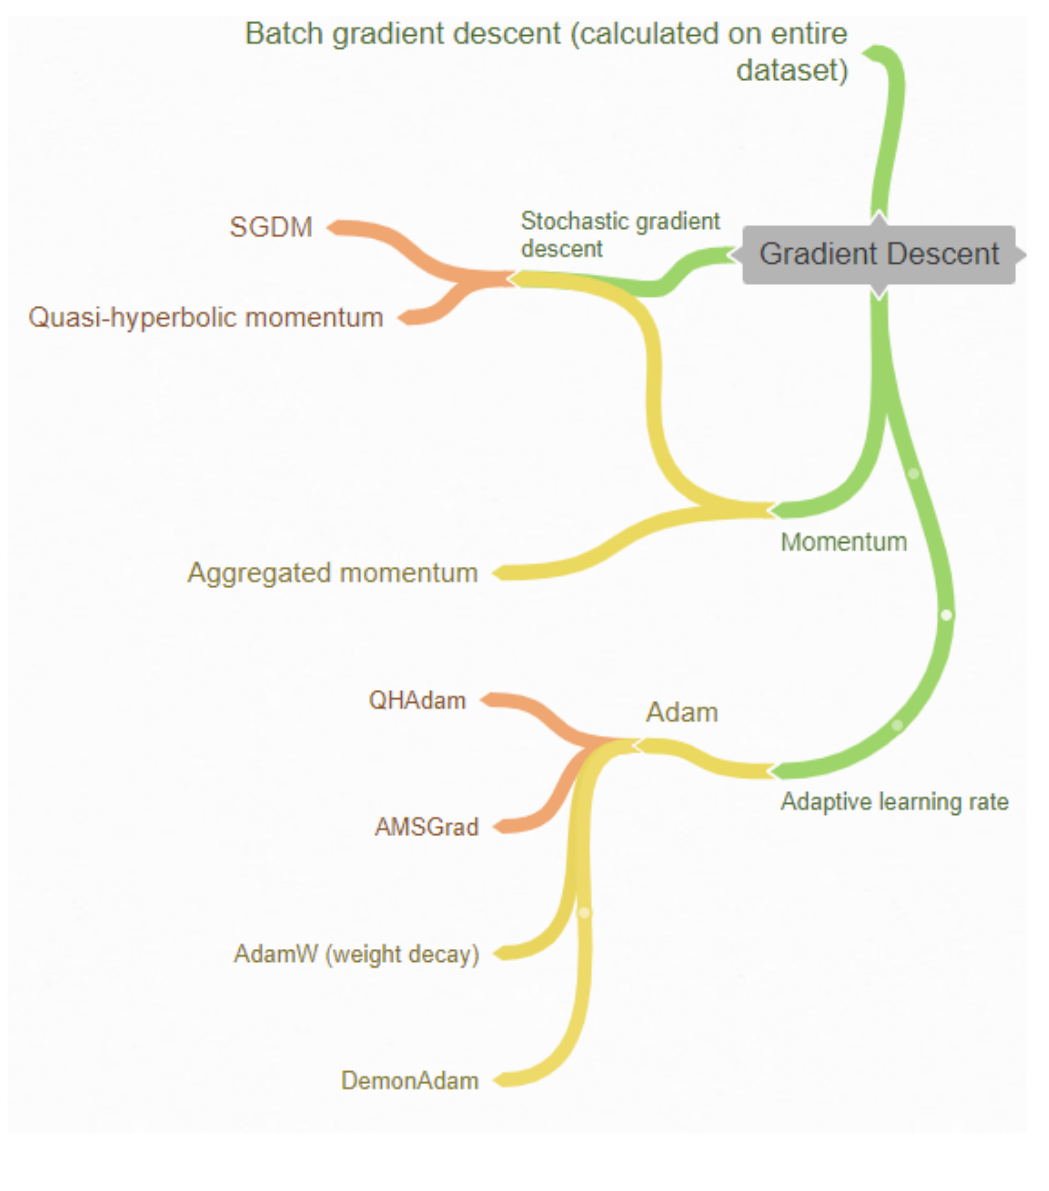 Batch gradient descent (calculated on entire
dataset)
SGDM
Stochastic gradient
descent
Gradient Descent
Quasi-hyperbolic momentum
Momentum
Aggregated momentum
QHAdam
Adam
Adaptive learning rate
AMSGrad
AdamW (weight decay)
DemonAdam